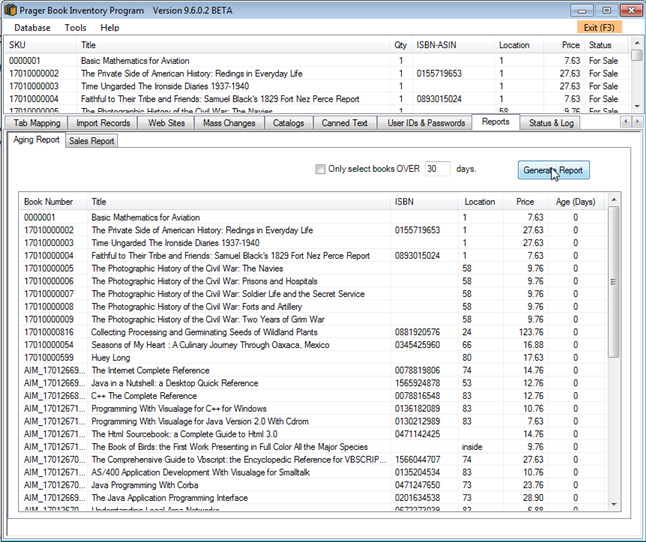 Prager Book Inventory Program Version 9.6.0.2 BETA
Database Tools Help Exit (F3)
SKU Title Qty ISBN-ASIN Location Price Status
0000001 Basic Mathematics for Aviation 1 1 7.63 For Sale
17010000002 The Private Side of American History: Redings in Everyday Life 1 0155719653 1 27.63 For Sale
17010000003 Time Ungarded The Ironside Diaries 1937-1940 1 1 27.63 For Sale
17010000004 Faithful to Their Tribe and Friends: Samuel Black's 1829 Fort Nez Perce Report 1 0893015024 1 7.63 For Sale
17010000005 The Photographic History of the Civil War: The Navies 1 58 9.76 For Sale
Tab Mapping Import Records Web Sites Mass Changes Catalogs Canned Text User IDs & Passwords Reports Status & Log
Aging Report Sales Report
Only select books OVER 30 days. Generate Report
Book Number Title ISBN Location Price Age (Days)
0000001 Basic Mathematics for Aviation 1 7.63 0
17010000002 The Private Side of American History: Redings in Everyday Life 0155719653 1 27.63 0
17010000003 Time Ungarded The Ironside Diaries 1937-1940 1 27.63 0
17010000004 Faithful to Their Tribe and Friends: Samuel Black's 1829 Fort Nez Perce Report 0893015024 1 7.63 0
17010000005 The Photographic History of the Civil War: The Navies 58 9.76 0
17010000006 The Photographic History of the Civil War: Prisons and Hospitals 58 9.76 0
17010000007 The Photographic History of the Civil War: Soldier Life and the Secret Service 58 9.76 0
17010000008 The Photographic History of the Civil War: Forts and Artillery 58 9.76 0
17010000009 The Photographic History of the Civil War: Two Years of Grim War 58 9.76 0
17010000816 Collecting Processing and Germinating Seeds of Wildland Plants 0881920576 24 123.76 0
17010000054 Seasons of My Heart : A Culinary Journey Through Oaxaca, Mexico 0345425960 66 16.88 0
17010000599 Huey Long 80 17.63 0
AIM_17012669... The Internet Complete Reference 0078819806 74 14.76 0
AIM_17012669... Java in a Nutshell: a Desktop Quick Reference 1565924878 53 12.76 0
AIM_17012668... C++ The Complete Reference 0078816548 83 12.76 0
AIM_17012671... Programming With Visualage for C++ for Windows 0136182089 83 10.76 0
AIM_17012671... Programming With Visualage for Java Version 2.0 With Cdrom 0130212989 83 7.63 0
AIM_17012671... The Html Sourcebook: a Complete Guide to Html 3.0 0471142425 14.76 0
AIM_17012671... The Book of Birds: the First Work Presenting in Full Color All the Major Species inside 9.76 0
AIM_17012670... The Comprehensive Guide to Vbscript: the Encyclopedic Reference for VBSCRIP... 1566044707 74 27.63 0
AIM_17012671... AS/400 Application Development With Visualage for Smalltalk 0135204534 83 10.76 0
AIM_17012670... Java Programming With Corba 0471247650 73 23.76 0
AIM_17012669... The Java Application Programming Interface 0201634538 73 28.90 0
AIM_17012670... Understanding Local Area Networks 0672273039 83 6.88 0